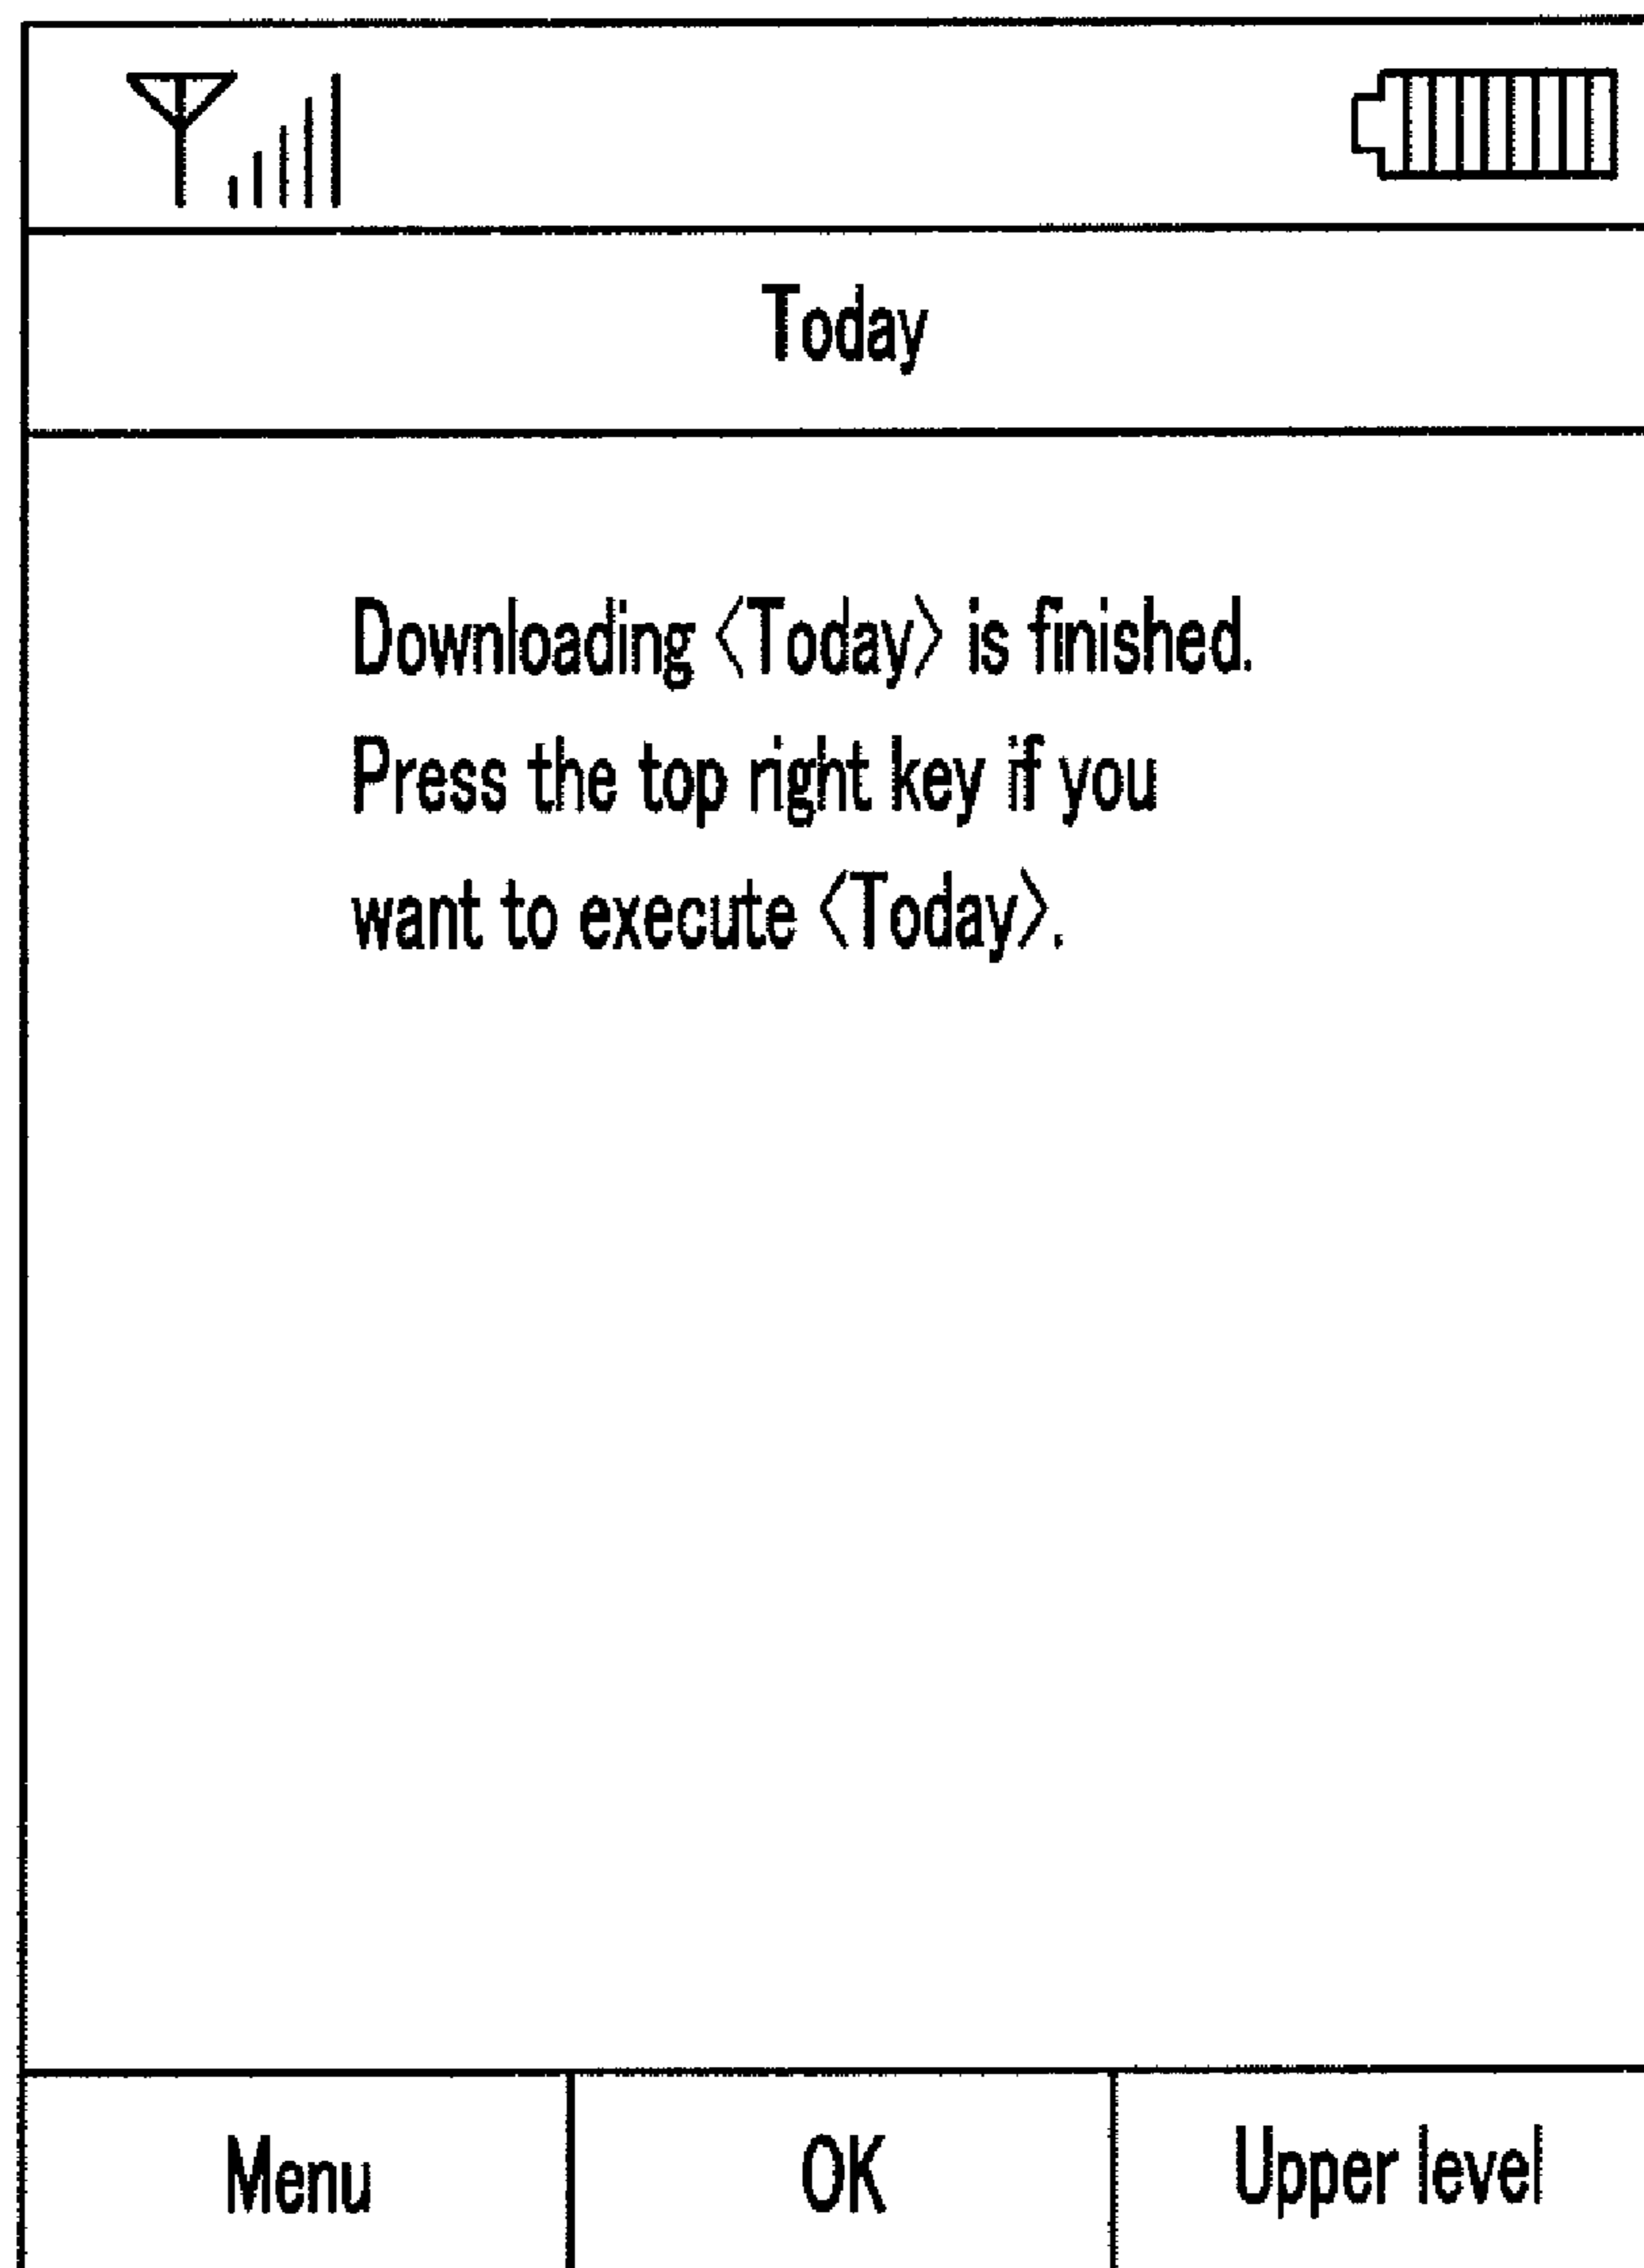 Today
Downloading 〈Today〉 is finished.
Press the top right key if you
want to execute 〈Today〉.
Menu
OK
Upper level